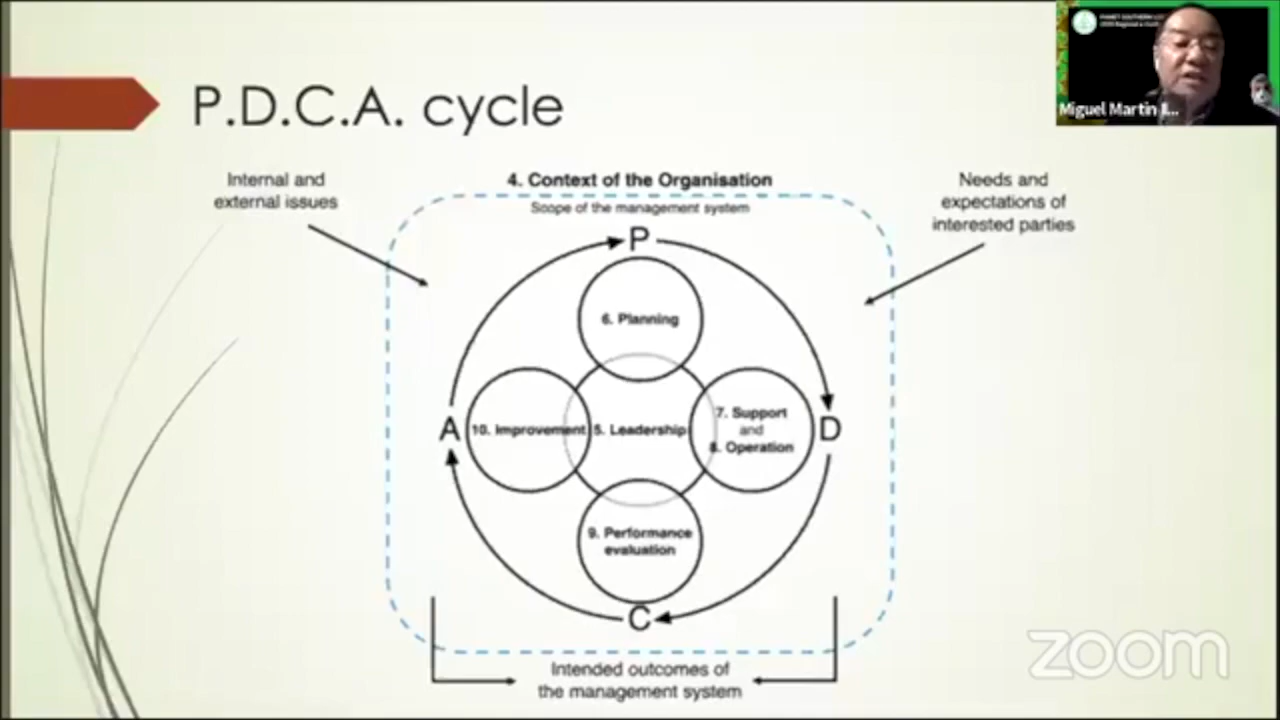 P.D.C.A. cycle
Miguel Martin
Internal and
external issues
4. Context of the Organisation
Scope of the management system
Needs and
expectations of
interested parties
P
6. Planning
A
10. Improvement
5. Leadership
7. Support
and
8. Operation
D
9. Performance
evaluation
C
Intended outcomes of
the management system
zoom